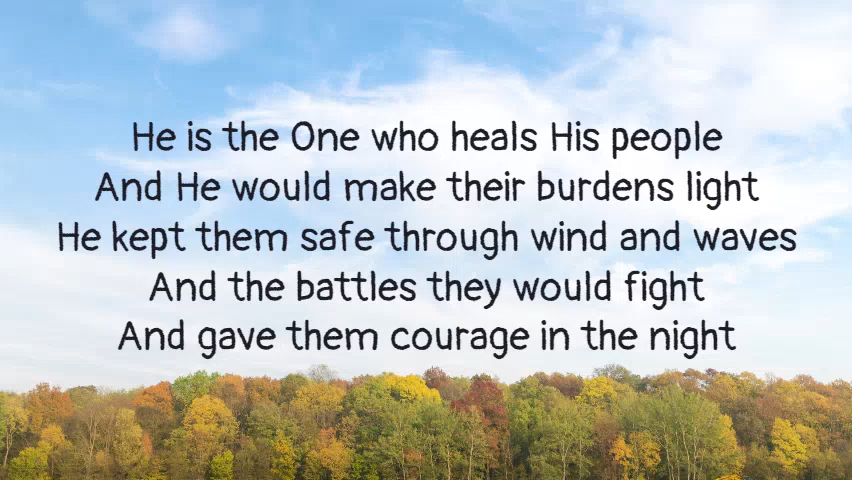 He is the One who heals His people
And He would make their burdens light
He kept them safe through wind and waves
And the battles they would fight
And gave them courage in the night